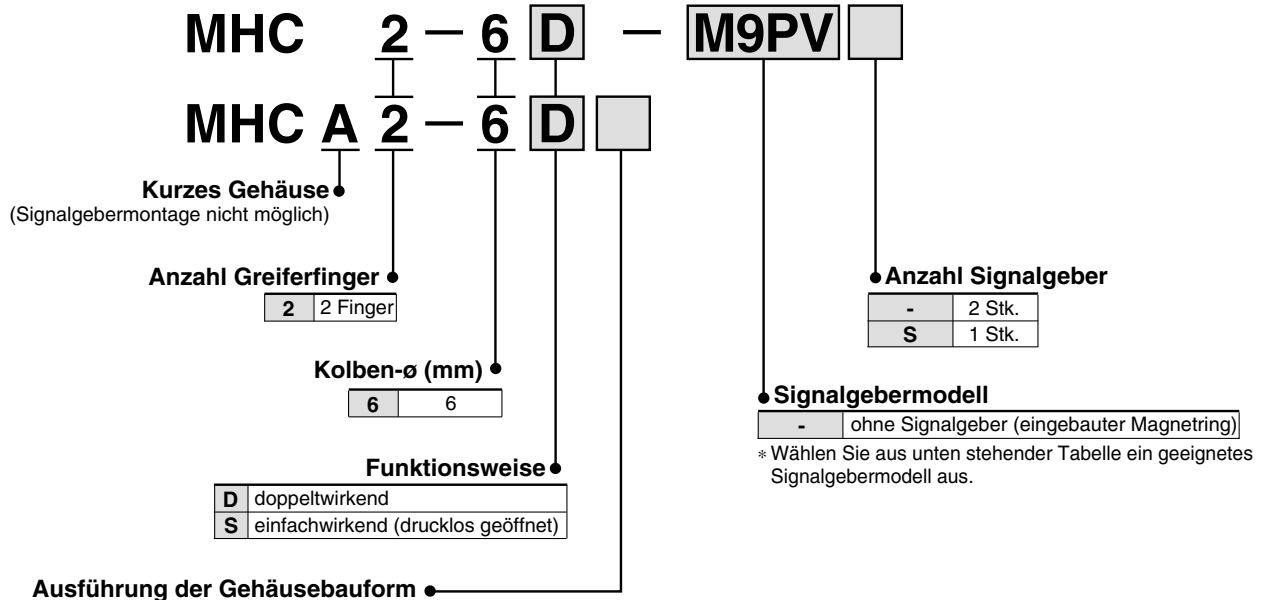 MHC 2 – 6 D – M9PV
MHC A 2 – 6 D
Kurzes Gehäuse
(Signalgebermontage nicht möglich)
Anzahl Greiferfinger
2 2 Finger
Anzahl Signalgeber
- 2 Stk.
S 1 Stk.
Kolben-ø (mm)
6 6
Signalgebermodell
- ohne Signalgeber (eingebauter Magnetring)
* Wählen Sie aus unten stehender Tabelle ein geeignetes
Signalgebermodell aus.
Funktionsweise
D doppeltwirkend
S einfachwirkend (drucklos geöffnet)
Ausführung der Gehäusebauform